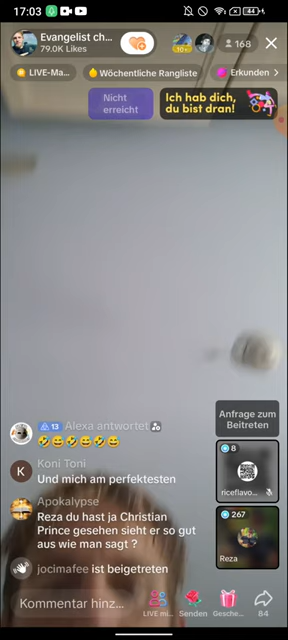 17:03
44
Evangelist ch...
79.0K Likes
10+
168
LIVE-Ma...
Wöchentliche Rangliste
Erkunden
Nicht
erreicht
Ich hab dich,
du bist dran!
13 Alexa antwortet
🤣😅🤣😅🤣😅
K
Koni Toni
Und mich am perfektesten
Apokalypse
Reza du hast ja Christian
Prince gesehen sieht er so gut
aus wie man sagt ?
jocimafee ist beigetreten
Anfrage zum
Beitreten
8
riceflavo...
267
Reza
Kommentar hinz...
LIVE mi...
Senden
Gesche...
84